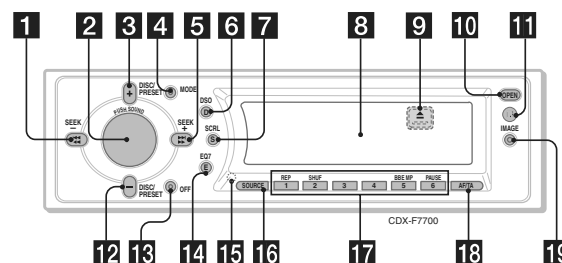 1 2 3 4 5 6 7 8 9 10 11
DISC/
PRESET
+
MODE
PUSH SOUND
DSO
D
OPEN
SEEK
−
SEEK
+
SCRL
S
IMAGE
EQ7
E
DISC/
PRESET
−
OFF
SOURCE
REP
1
SHUF
2
3
4
BBE MP
5
PAUSE
6
AF/TA
CDX-F7700
12 13 14 15 16 17 18 19